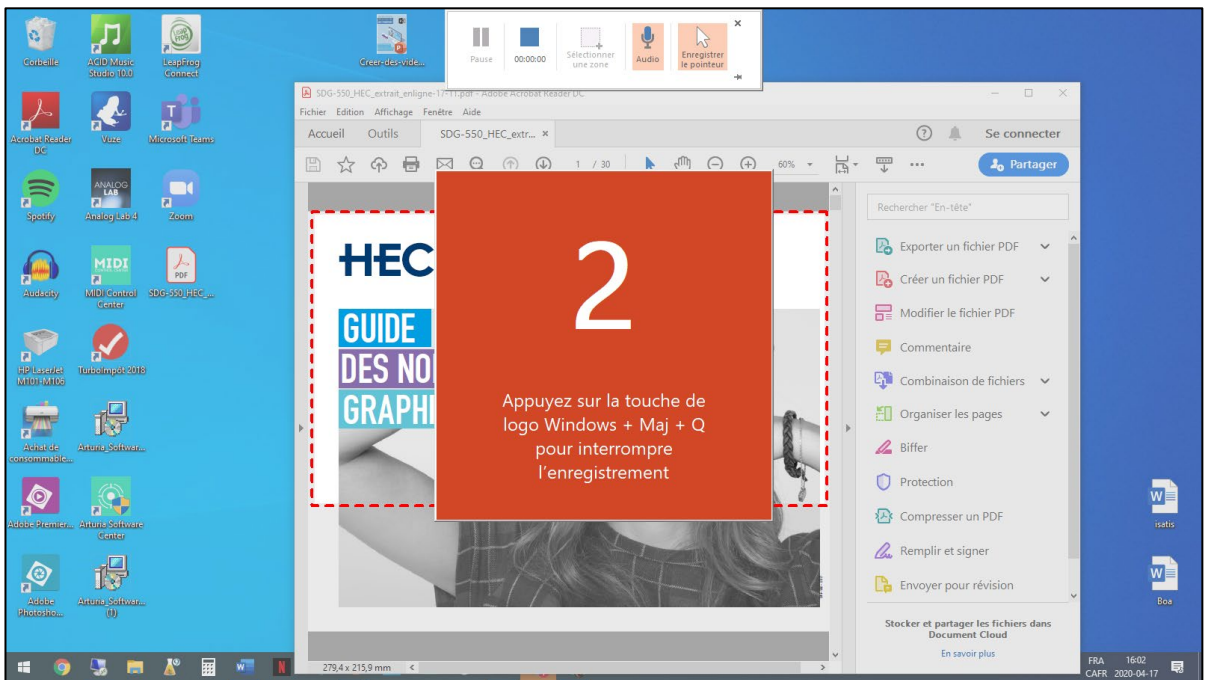 Corbeille
ACID Music
Studio 10.0
LeapFrog
Connect
Creer-des-vide...
Pause
00:00:00
Sélectionner
une zone
Audio
Enregistrer
le pointeur
SDG-550_HEC_extrait_enligne-17-11.pdf - Adobe Acrobat Reader DC
Fichier Edition Affichage Fenêtre Aide
Accueil Outils SDG-550_HEC_extr... ×
Se connecter
1 / 30
60%
Partager
Acrobat Reader
DC
Vuze
Microsoft Teams
ANALOG
LAB
Spotify
Analog Lab 4
Zoom
MIDI
PDF
Audacity
MIDI Control
Center
SDG-550_HEC_...
HP LaserJet
M101-M106
TurboImpôt 2018
Achat de
consommable...
Arturia_Softwar...
Adobe Premier...
Arturia Software
Center
Adobe
Photosho...
Arturia_Softwar...
(1)
HEC
GUIDE
DES NO
GRAPHI
2
Appuyez sur la touche de
logo Windows + Maj + Q
pour interrompre
l'enregistrement
Rechercher "En-tête"
Exporter un fichier PDF
Créer un fichier PDF
Modifier le fichier PDF
Commentaire
Combinaison de fichiers
Organiser les pages
Biffer
Protection
Compresser un PDF
Remplir et signer
Envoyer pour révision
Stocker et partager les fichiers dans
Document Cloud
En savoir plus
isatis
Boa
279,4 x 215,9 mm
FRA 16:02
CAFR 2020-04-17